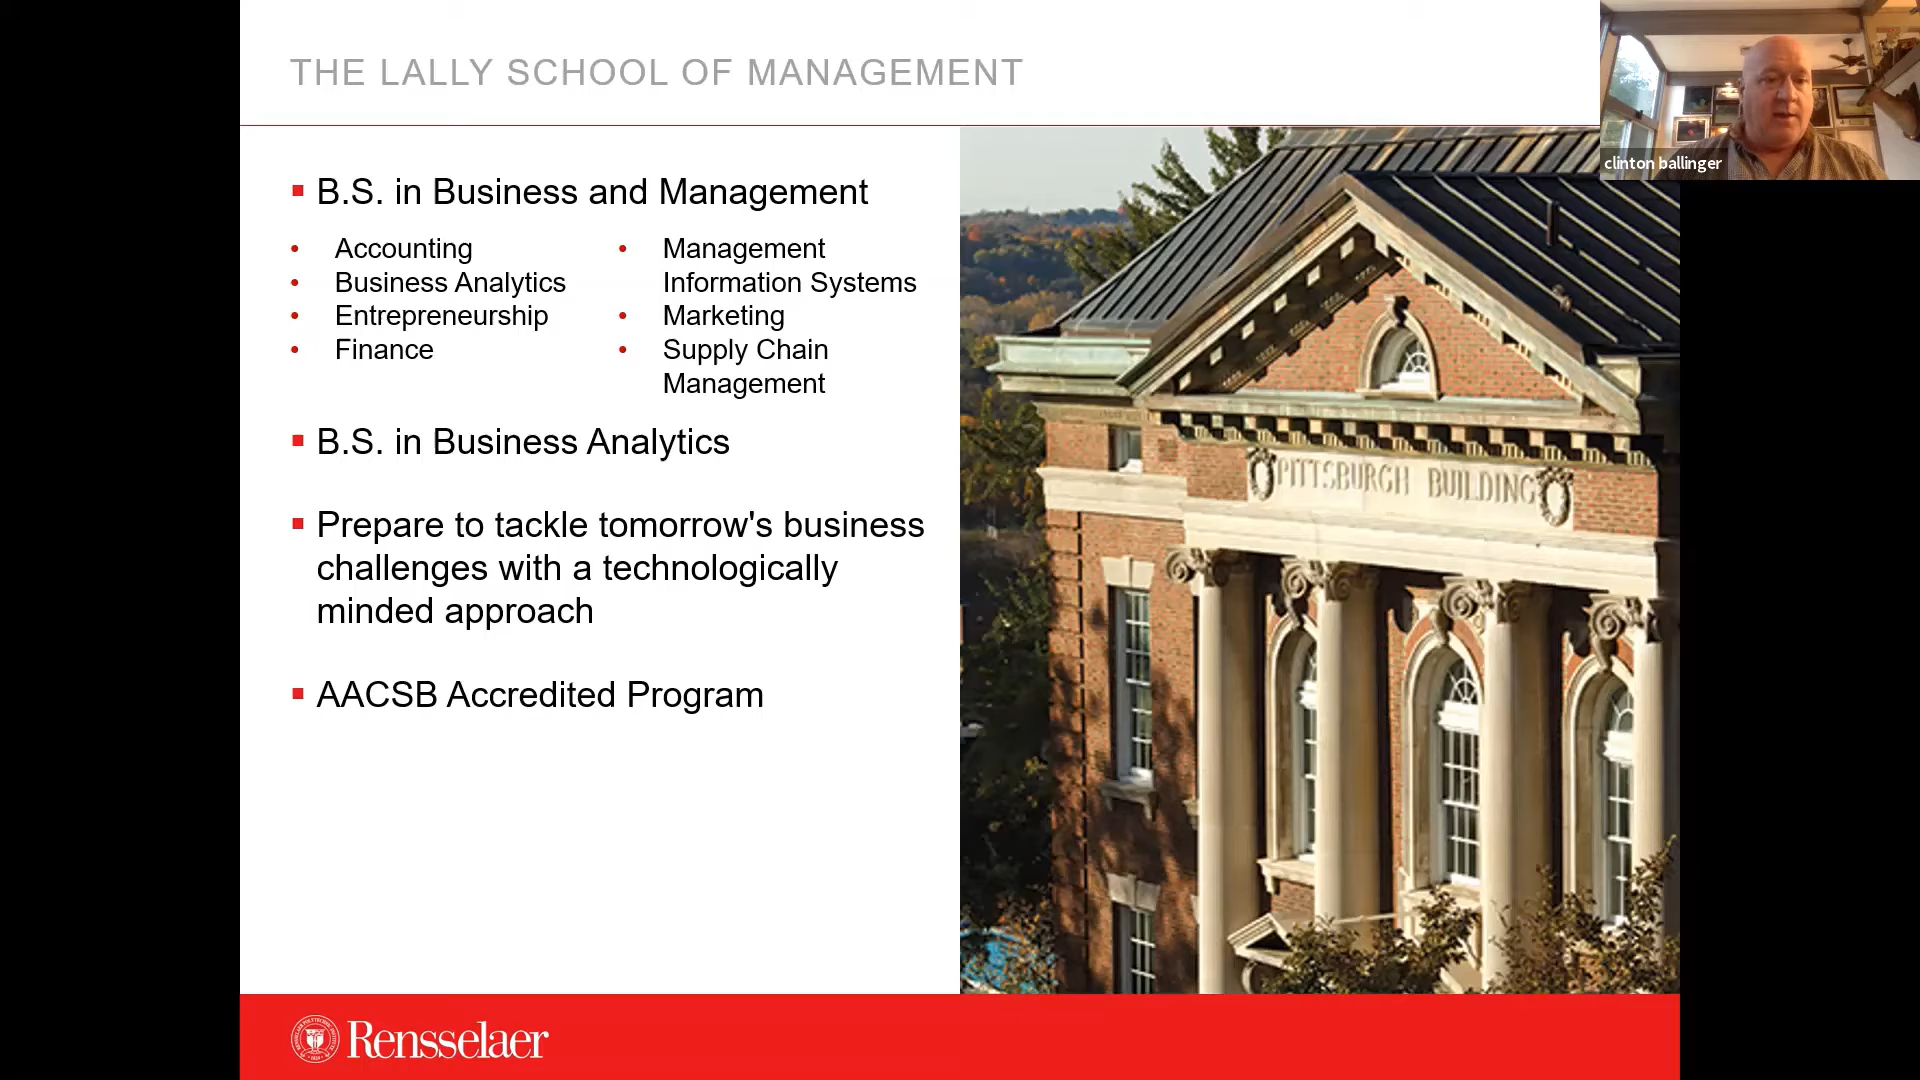 THE LALLY SCHOOL OF MANAGEMENT
clinton ballinger
B.S. in Business and Management
Accounting
Business Analytics
Entrepreneurship
Finance
Management
Information Systems
Marketing
Supply Chain
Management
B.S. in Business Analytics
Prepare to tackle tomorrow's business
challenges with a technologically
minded approach
AACSB Accredited Program
PITTSBURGH BUILDING
Rensselaer